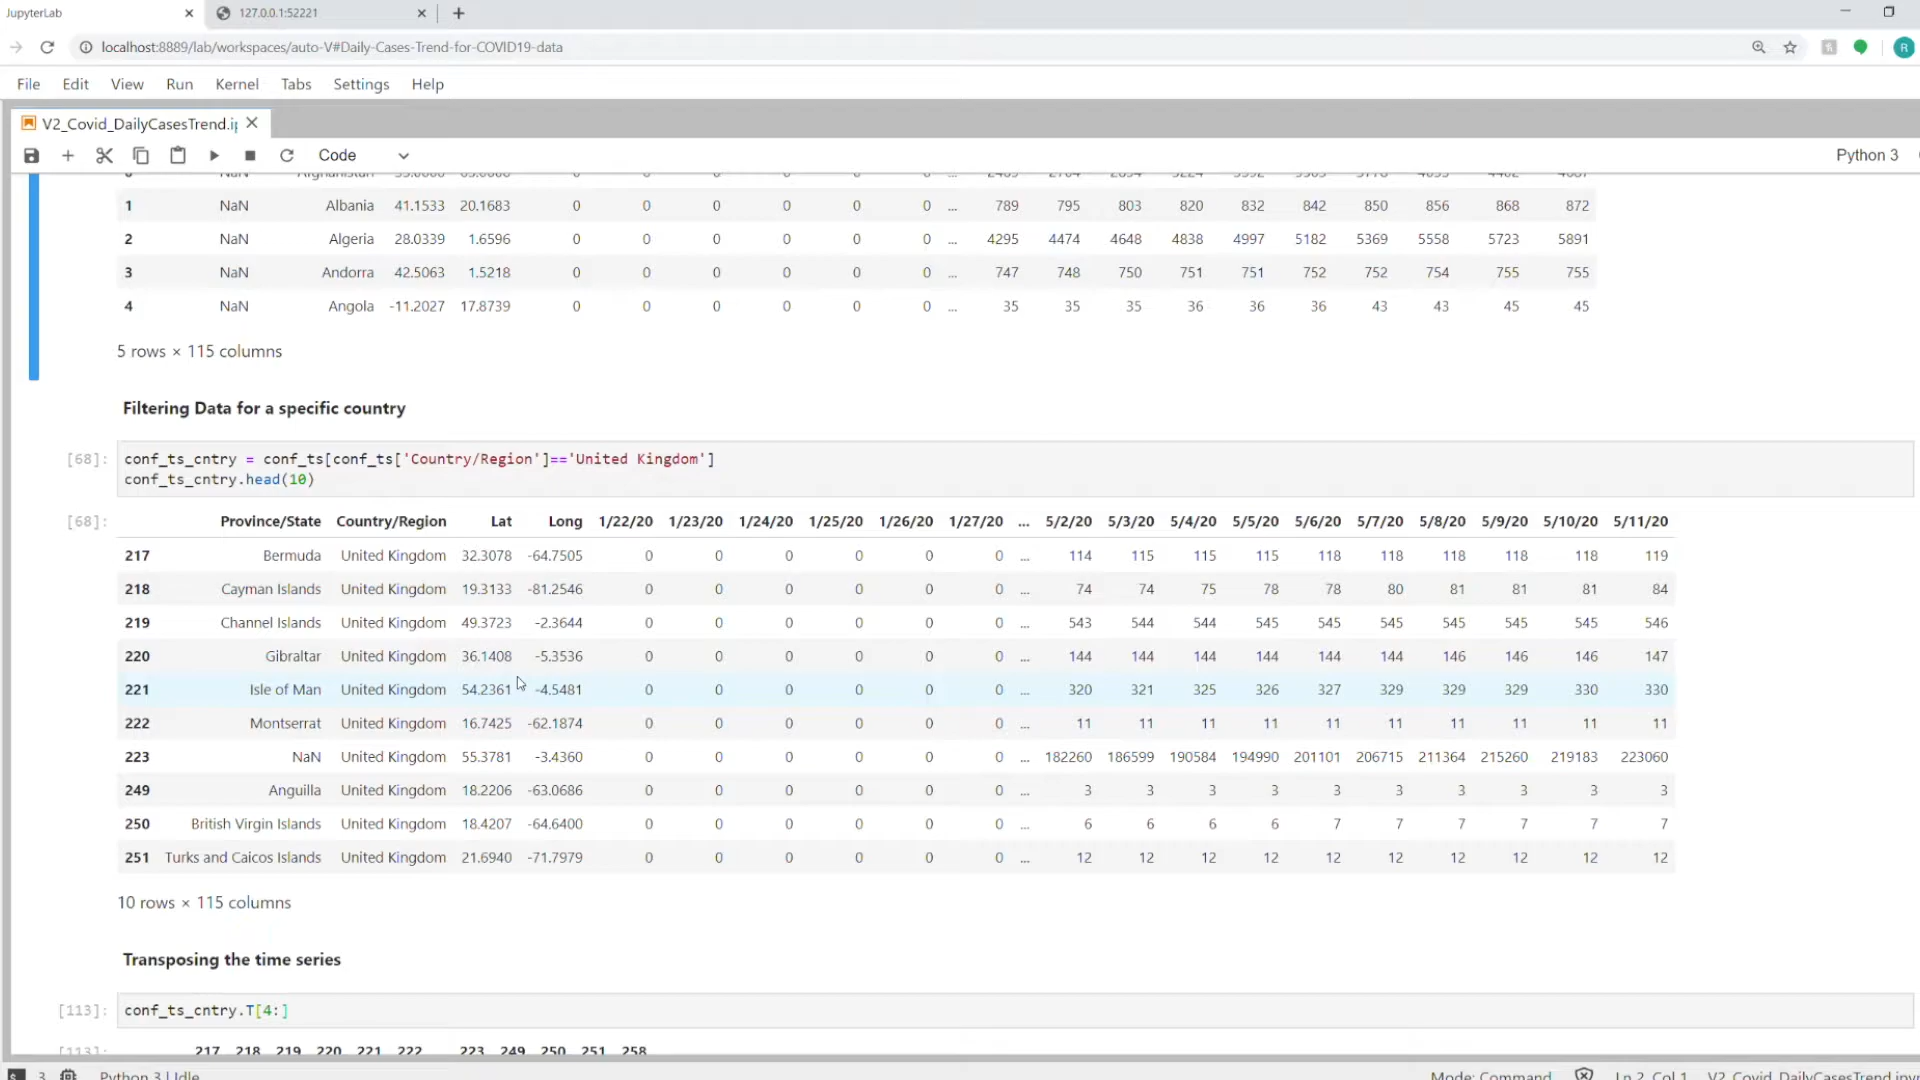 JupyterLab
127.0.0.1:52221
localhost:8889/lab/workspaces/auto-V#Daily-Cases-Trend-for-COVID19-data
R
File Edit View Run Kernel Tabs Settings Help
V2_Covid_DailyCasesTrend.ip
Code
Python 3
1 NaN Albania 41.1533 20.1683 0 0 0 0 0 0 ... 789 795 803 820 832 842 850 856 868 872
2 NaN Algeria 28.0339 1.6596 0 0 0 0 0 0 ... 4295 4474 4648 4838 4997 5182 5369 5558 5723 5891
3 NaN Andorra 42.5063 1.5218 0 0 0 0 0 0 ... 747 748 750 751 751 752 752 754 755 755
4 NaN Angola -11.2027 17.8739 0 0 0 0 0 0 ... 35 35 35 36 36 36 43 43 45 45
5 rows × 115 columns
Filtering Data for a specific country
[68]: conf_ts_cntry = conf_ts[conf_ts['Country/Region']=='United Kingdom']
conf_ts_cntry.head(10)
[68]: Province/State Country/Region Lat Long 1/22/20 1/23/20 1/24/20 1/25/20 1/26/20 1/27/20 ... 5/2/20 5/3/20 5/4/20 5/5/20 5/6/20 5/7/20 5/8/20 5/9/20 5/10/20 5/11/20
217 Bermuda United Kingdom 32.3078 -64.7505 0 0 0 0 0 0 ... 114 115 115 115 118 118 118 118 118 119
218 Cayman Islands United Kingdom 19.3133 -81.2546 0 0 0 0 0 0 ... 74 74 75 78 78 80 81 81 81 84
219 Channel Islands United Kingdom 49.3723 -2.3644 0 0 0 0 0 0 ... 543 544 544 545 545 545 545 545 545 546
220 Gibraltar United Kingdom 36.1408 -5.3536 0 0 0 0 0 0 ... 144 144 144 144 144 144 146 146 146 147
221 Isle of Man United Kingdom 54.2361 -4.5481 0 0 0 0 0 0 ... 320 321 325 326 327 329 329 329 330 330
222 Montserrat United Kingdom 16.7425 -62.1874 0 0 0 0 0 0 ... 11 11 11 11 11 11 11 11 11 11
223 NaN United Kingdom 55.3781 -3.4360 0 0 0 0 0 0 ... 182260 186599 190584 194990 201101 206715 211364 215260 219183 223060
249 Anguilla United Kingdom 18.2206 -63.0686 0 0 0 0 0 0 ... 3 3 3 3 3 3 3 3 3 3
250 British Virgin Islands United Kingdom 18.4207 -64.6400 0 0 0 0 0 0 ... 6 6 6 6 7 7 7 7 7 7
251 Turks and Caicos Islands United Kingdom 21.6940 -71.7979 0 0 0 0 0 0 ... 12 12 12 12 12 12 12 12 12 12
10 rows × 115 columns
Transposing the time series
[113]: conf_ts_cntry.T[4:]
[113]: 217 218 219 220 221 222 223 249 250 251 258
3 Python 3 | Idle Mode: Command Ln 2, Col 1 V2_Covid_DailyCasesTrend.ipynb